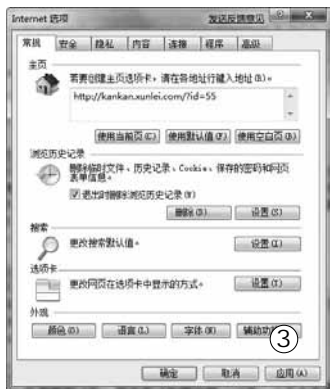 Internet 选项
发送反馈意见
常规 安全 隐私 内容 连接 程序 高级
主页
若要创建主页选项卡，请在各地址行键入地址(R)。
http://kankan.xunlei.com/?id=55
使用当前页(C) 使用默认值(F) 使用空白页(B)
浏览历史记录
删除临时文件、历史记录、Cookie、保存的密码和网页表单信息。
退出时删除浏览历史记录(W)
删除(D) 设置(S)
搜索
更改搜索默认值。 设置(I)
选项卡
更改网页在选项卡中显示的方式。 设置(T)
外观
颜色(O) 语言(L) 字体(N) 辅助功
③
确定 取消 应用(A)